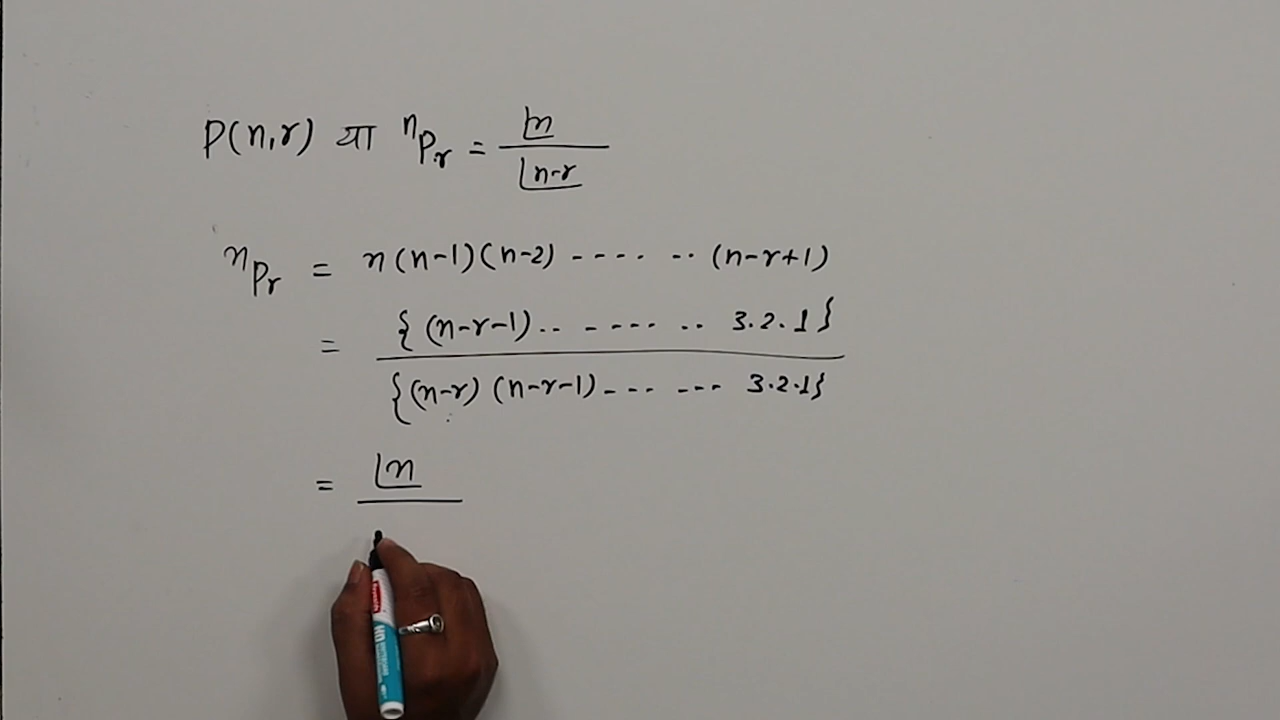 P(n,r) या ⁿPᵣ = ⌊n / ⌊n-r
ⁿPᵣ = n(n-1)(n-2) ---- -- (n-r+1)
= {(n-r-1).. ----- .. 3.2.1} / {(n-r)(n-r-1)--- --- 3.2.1}
= ⌊n